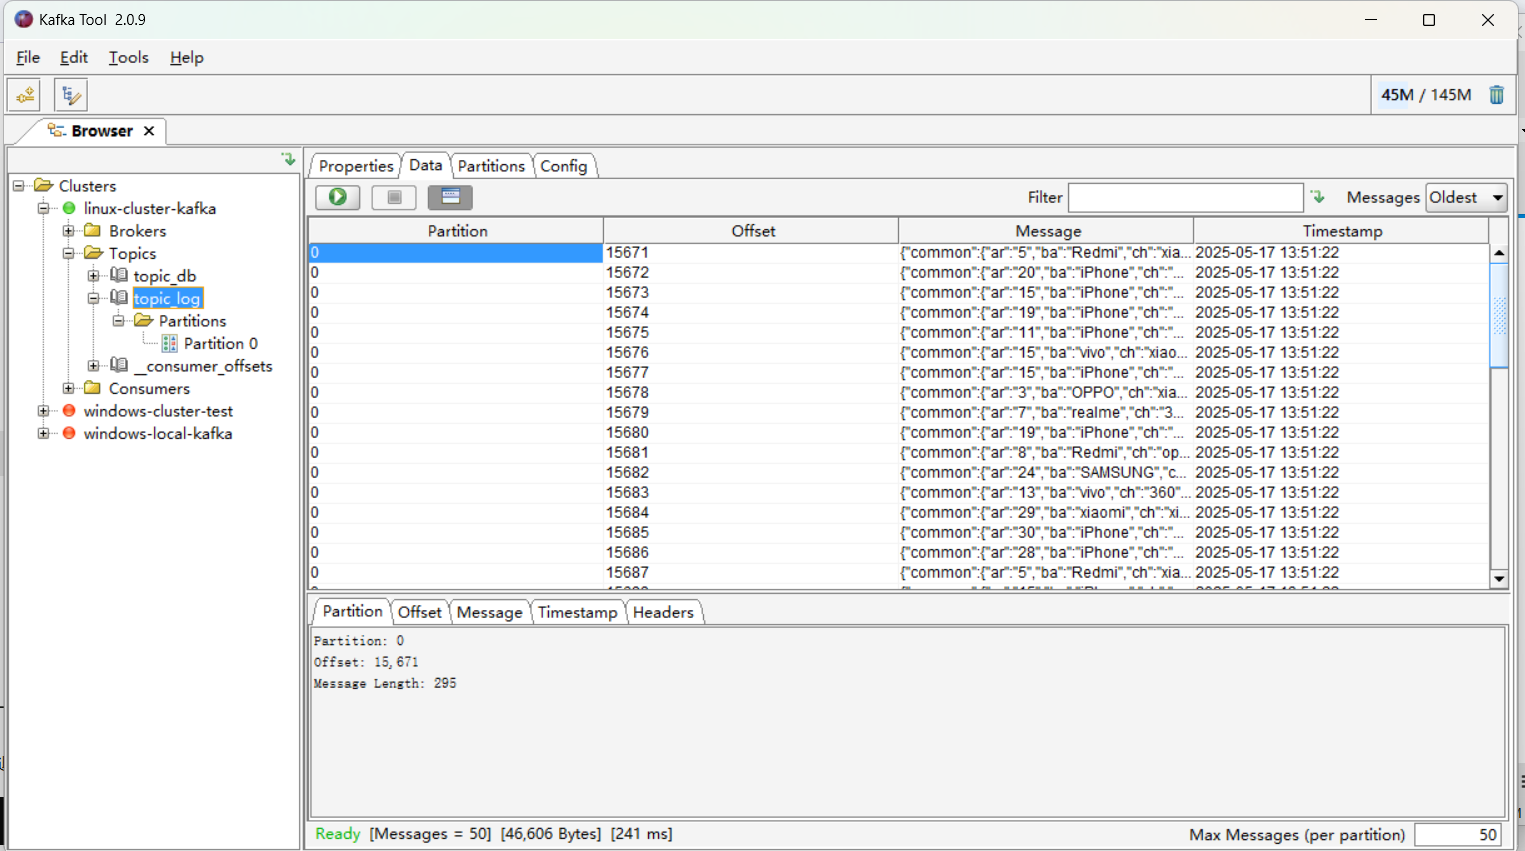 Kafka Tool 2.0.9
File Edit Tools Help
45M / 145M
Browser
Clusters
linux-cluster-kafka
Brokers
Topics
topic_db
topic_log
Partitions
Partition 0
__consumer_offsets
Consumers
windows-cluster-test
windows-local-kafka
Properties Data Partitions Config
Filter Messages Oldest
Partition Offset Message Timestamp
0 15671 {"common":{"ar":"5","ba":"Redmi","ch":"xia... 2025-05-17 13:51:22
0 15672 {"common":{"ar":"20","ba":"iPhone","ch":"... 2025-05-17 13:51:22
0 15673 {"common":{"ar":"15","ba":"iPhone","ch":"... 2025-05-17 13:51:22
0 15674 {"common":{"ar":"19","ba":"iPhone","ch":"... 2025-05-17 13:51:22
0 15675 {"common":{"ar":"11","ba":"iPhone","ch":"... 2025-05-17 13:51:22
0 15676 {"common":{"ar":"15","ba":"vivo","ch":"xiao... 2025-05-17 13:51:22
0 15677 {"common":{"ar":"15","ba":"iPhone","ch":"... 2025-05-17 13:51:22
0 15678 {"common":{"ar":"3","ba":"OPPO","ch":"xia... 2025-05-17 13:51:22
0 15679 {"common":{"ar":"7","ba":"realme","ch":"3... 2025-05-17 13:51:22
0 15680 {"common":{"ar":"19","ba":"iPhone","ch":"... 2025-05-17 13:51:22
0 15681 {"common":{"ar":"8","ba":"Redmi","ch":"op... 2025-05-17 13:51:22
0 15682 {"common":{"ar":"24","ba":"SAMSUNG","c... 2025-05-17 13:51:22
0 15683 {"common":{"ar":"13","ba":"vivo","ch":"360"... 2025-05-17 13:51:22
0 15684 {"common":{"ar":"29","ba":"xiaomi","ch":"xi... 2025-05-17 13:51:22
0 15685 {"common":{"ar":"30","ba":"iPhone","ch":"... 2025-05-17 13:51:22
0 15686 {"common":{"ar":"28","ba":"iPhone","ch":"... 2025-05-17 13:51:22
0 15687 {"common":{"ar":"5","ba":"Redmi","ch":"xia... 2025-05-17 13:51:22
Partition Offset Message Timestamp Headers
Partition: 0
Offset: 15,671
Message Length: 295
Ready [Messages = 50] [46,606 Bytes] [241 ms]
Max Messages (per partition) 50